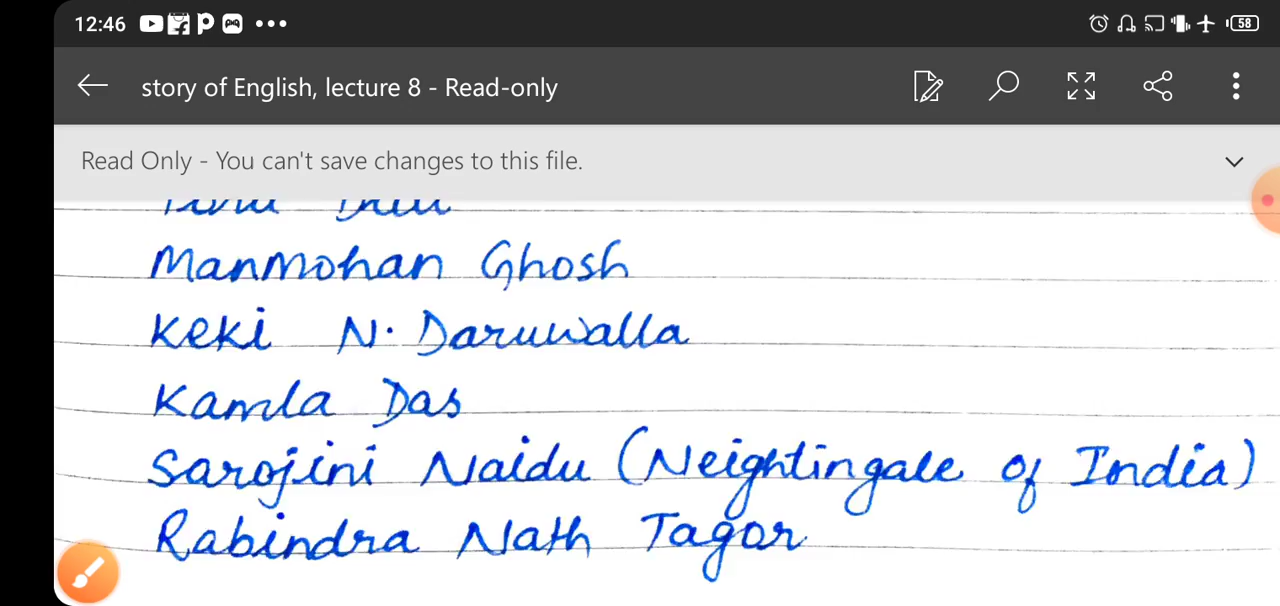 12:46
58
story of English, lecture 8 - Read-only
Read Only - You can't save changes to this file.
Manmohan Ghosh
Keki N. Daruwalla
Kamla Das
Sarojini Naidu (Neightingale of India)
Rabindra Nath Tagor